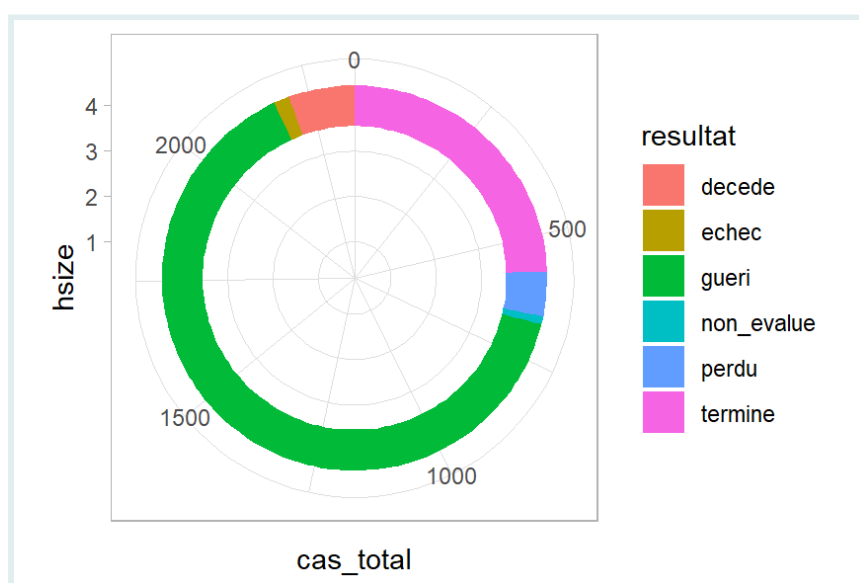 0
500
1000
1500
2000
4
3
2
1
hsize
cas_total
resultat
decede
echec
gueri
non_evalue
perdu
termine